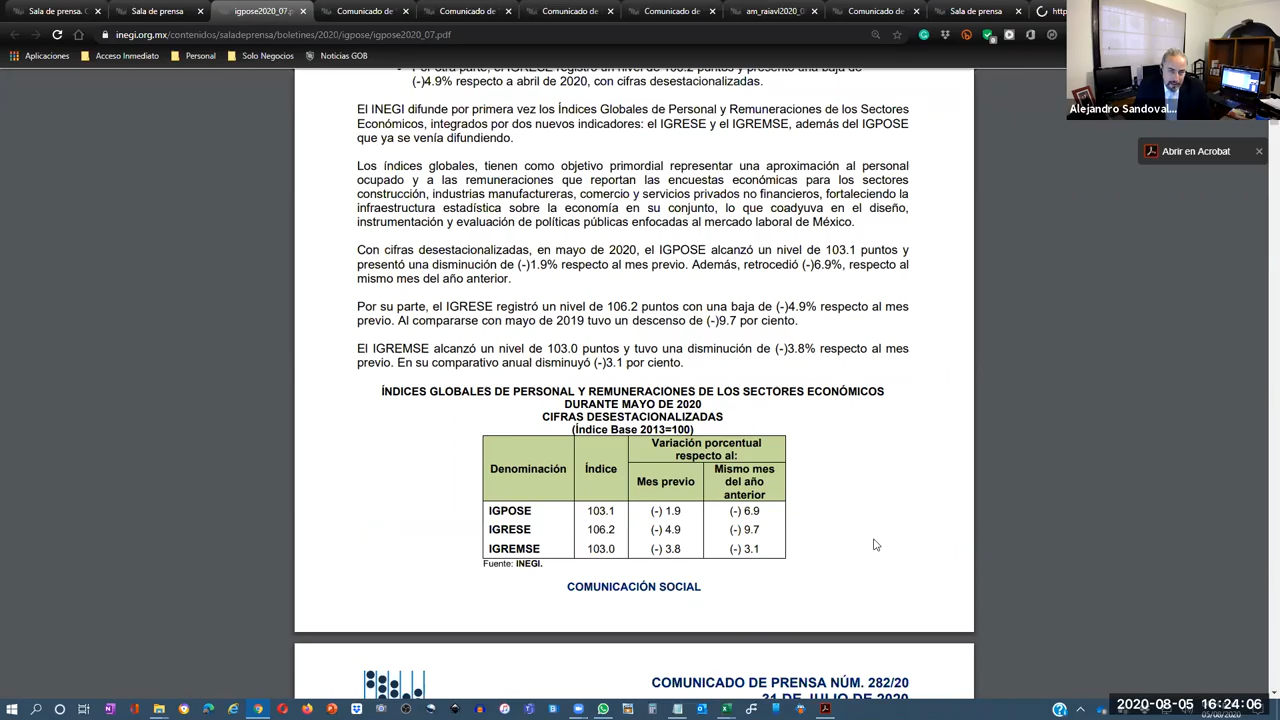 Sala de prensa. C
Sala de prensa
igpose2020_07.p
Comunicado de
Comunicado de
Comunicado de
Comunicado de
am_raiavl2020_0
Comunicado de
Sala de prensa
inegi.org.mx/contenidos/saladeprensa/boletines/2020/igpose/igpose2020_07.pdf
Aplicaciones
Acceso Inmediato
Personal
Solo Negocios
Notícias GOB
Alejandro Sandoval...
Abrir en Acrobat
(-)4.9% respecto a abril de 2020, con cifras desestacionalizadas.
El INEGI difunde por primera vez los Índices Globales de Personal y Remuneraciones de los Sectores
Económicos, integrados por dos nuevos indicadores: el IGRESE y el IGREMSE, además del IGPOSE
que ya se venía difundiendo.
Los índices globales, tienen como objetivo primordial representar una aproximación al personal
ocupado y a las remuneraciones que reportan las encuestas económicas para los sectores
construcción, industrias manufactureras, comercio y servicios privados no financieros, fortaleciendo la
infraestructura estadística sobre la economía en su conjunto, lo que coadyuva en el diseño,
instrumentación y evaluación de políticas públicas enfocadas al mercado laboral de México.
Con cifras desestacionalizadas, en mayo de 2020, el IGPOSE alcanzó un nivel de 103.1 puntos y
presentó una disminución de (-)1.9% respecto al mes previo. Además, retrocedió (-)6.9%, respecto al
mismo mes del año anterior.
Por su parte, el IGRESE registró un nivel de 106.2 puntos con una baja de (-)4.9% respecto al mes
previo. Al compararse con mayo de 2019 tuvo un descenso de (-)9.7 por ciento.
El IGREMSE alcanzó un nivel de 103.0 puntos y tuvo una disminución de (-)3.8% respecto al mes
previo. En su comparativo anual disminuyó (-)3.1 por ciento.
ÍNDICES GLOBALES DE PERSONAL Y REMUNERACIONES DE LOS SECTORES ECONÓMICOS
DURANTE MAYO DE 2020
CIFRAS DESESTACIONALIZADAS
(Índice Base 2013=100)
Denominación
Índice
Variación porcentual
respecto al:
Mes previo
Mismo mes
del año
anterior
IGPOSE 103.1 (-) 1.9 (-) 6.9
IGRESE 106.2 (-) 4.9 (-) 9.7
IGREMSE 103.0 (-) 3.8 (-) 3.1
Fuente: INEGI.
COMUNICACIÓN SOCIAL
COMUNICADO DE PRENSA NÚM. 282/20
31 DE JULIO DE 2020
2020-08-05 16:24:06